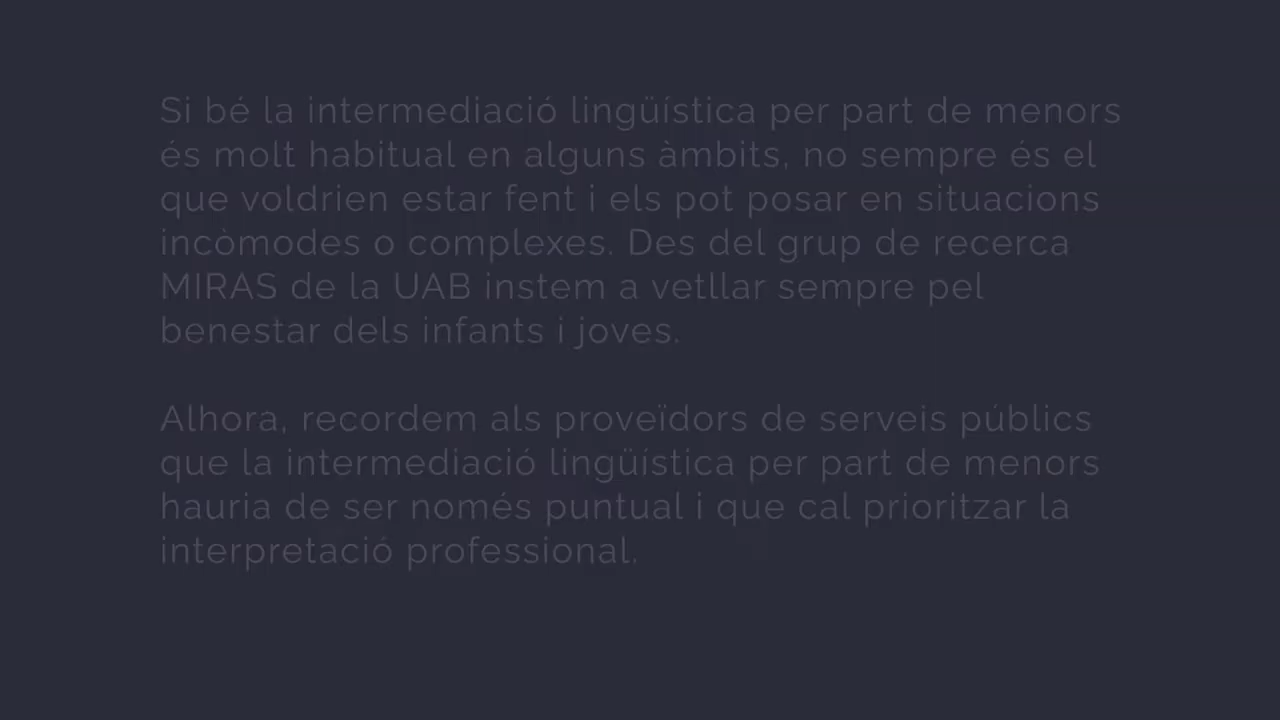 Si bé la intermediació lingüística per part de menors
és molt habitual en alguns àmbits, no sempre és el
que voldrien estar fent i els pot posar en situacions
incòmodes o complexes. Des del grup de recerca
MIRAS de la UAB instem a vetllar sempre pel
benestar dels infants i joves.
Alhora, recordem als proveïdors de serveis públics
que la intermediació lingüística per part de menors
hauria de ser només puntual i que cal prioritzar la
interpretació professional.